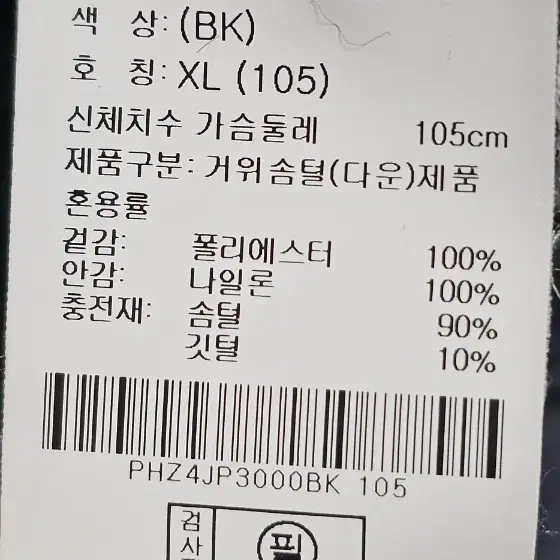 색 상: (BK)
호 칭: XL (105)
신체치수 가슴둘레 105cm
제품구분: 거위솜털(다운)제품
혼용률
겉감: 폴리에스터 100%
안감: 나일론 100%
충전재: 솜털 90%
깃털 10%
PHZ4JP3000BK 105
검
사
필